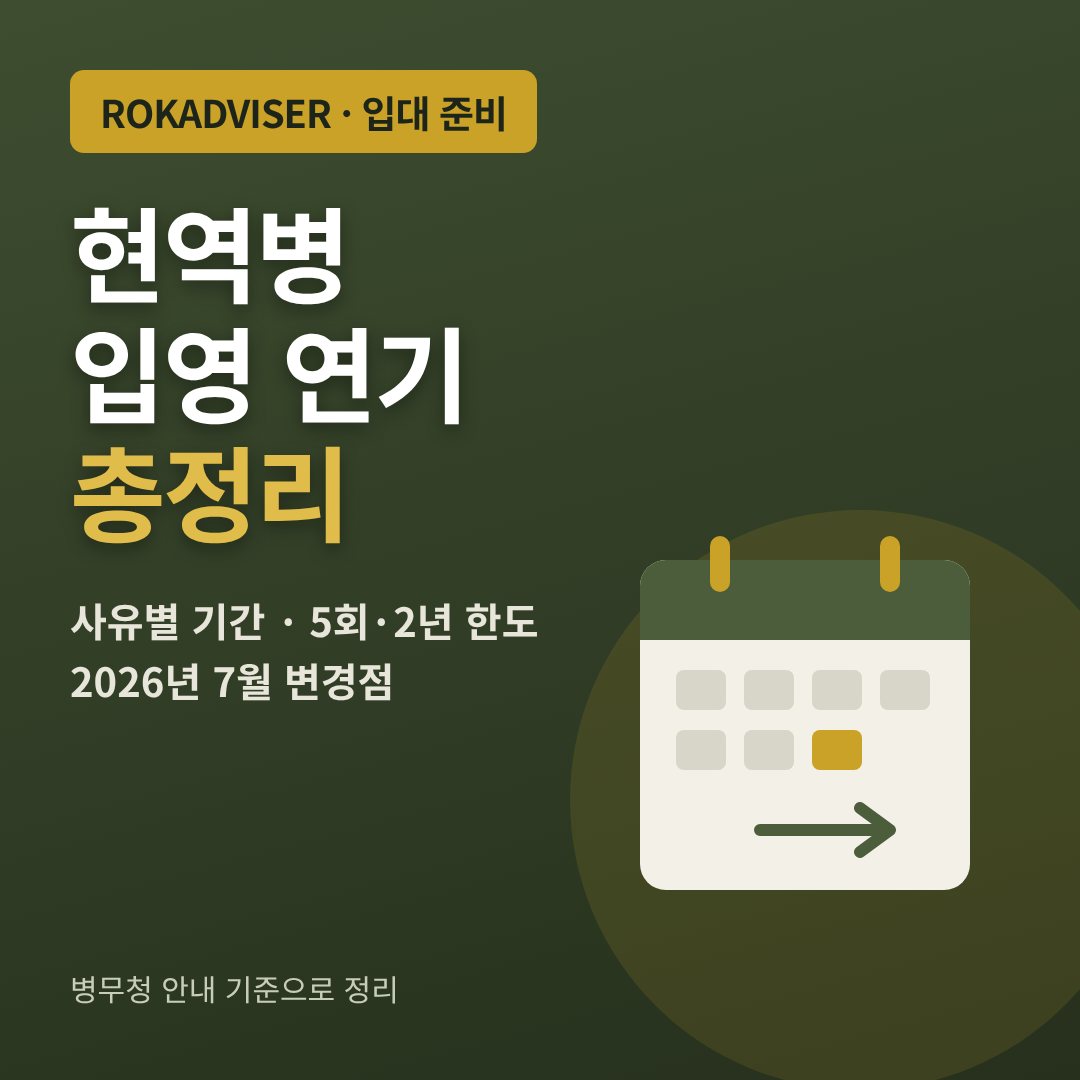 ROKADVISER · 입대 준비
현역병
입영 연기
총정리
사유별 기간 · 5회·2년 한도
2026년 7월 변경점
병무청 안내 기준으로 정리